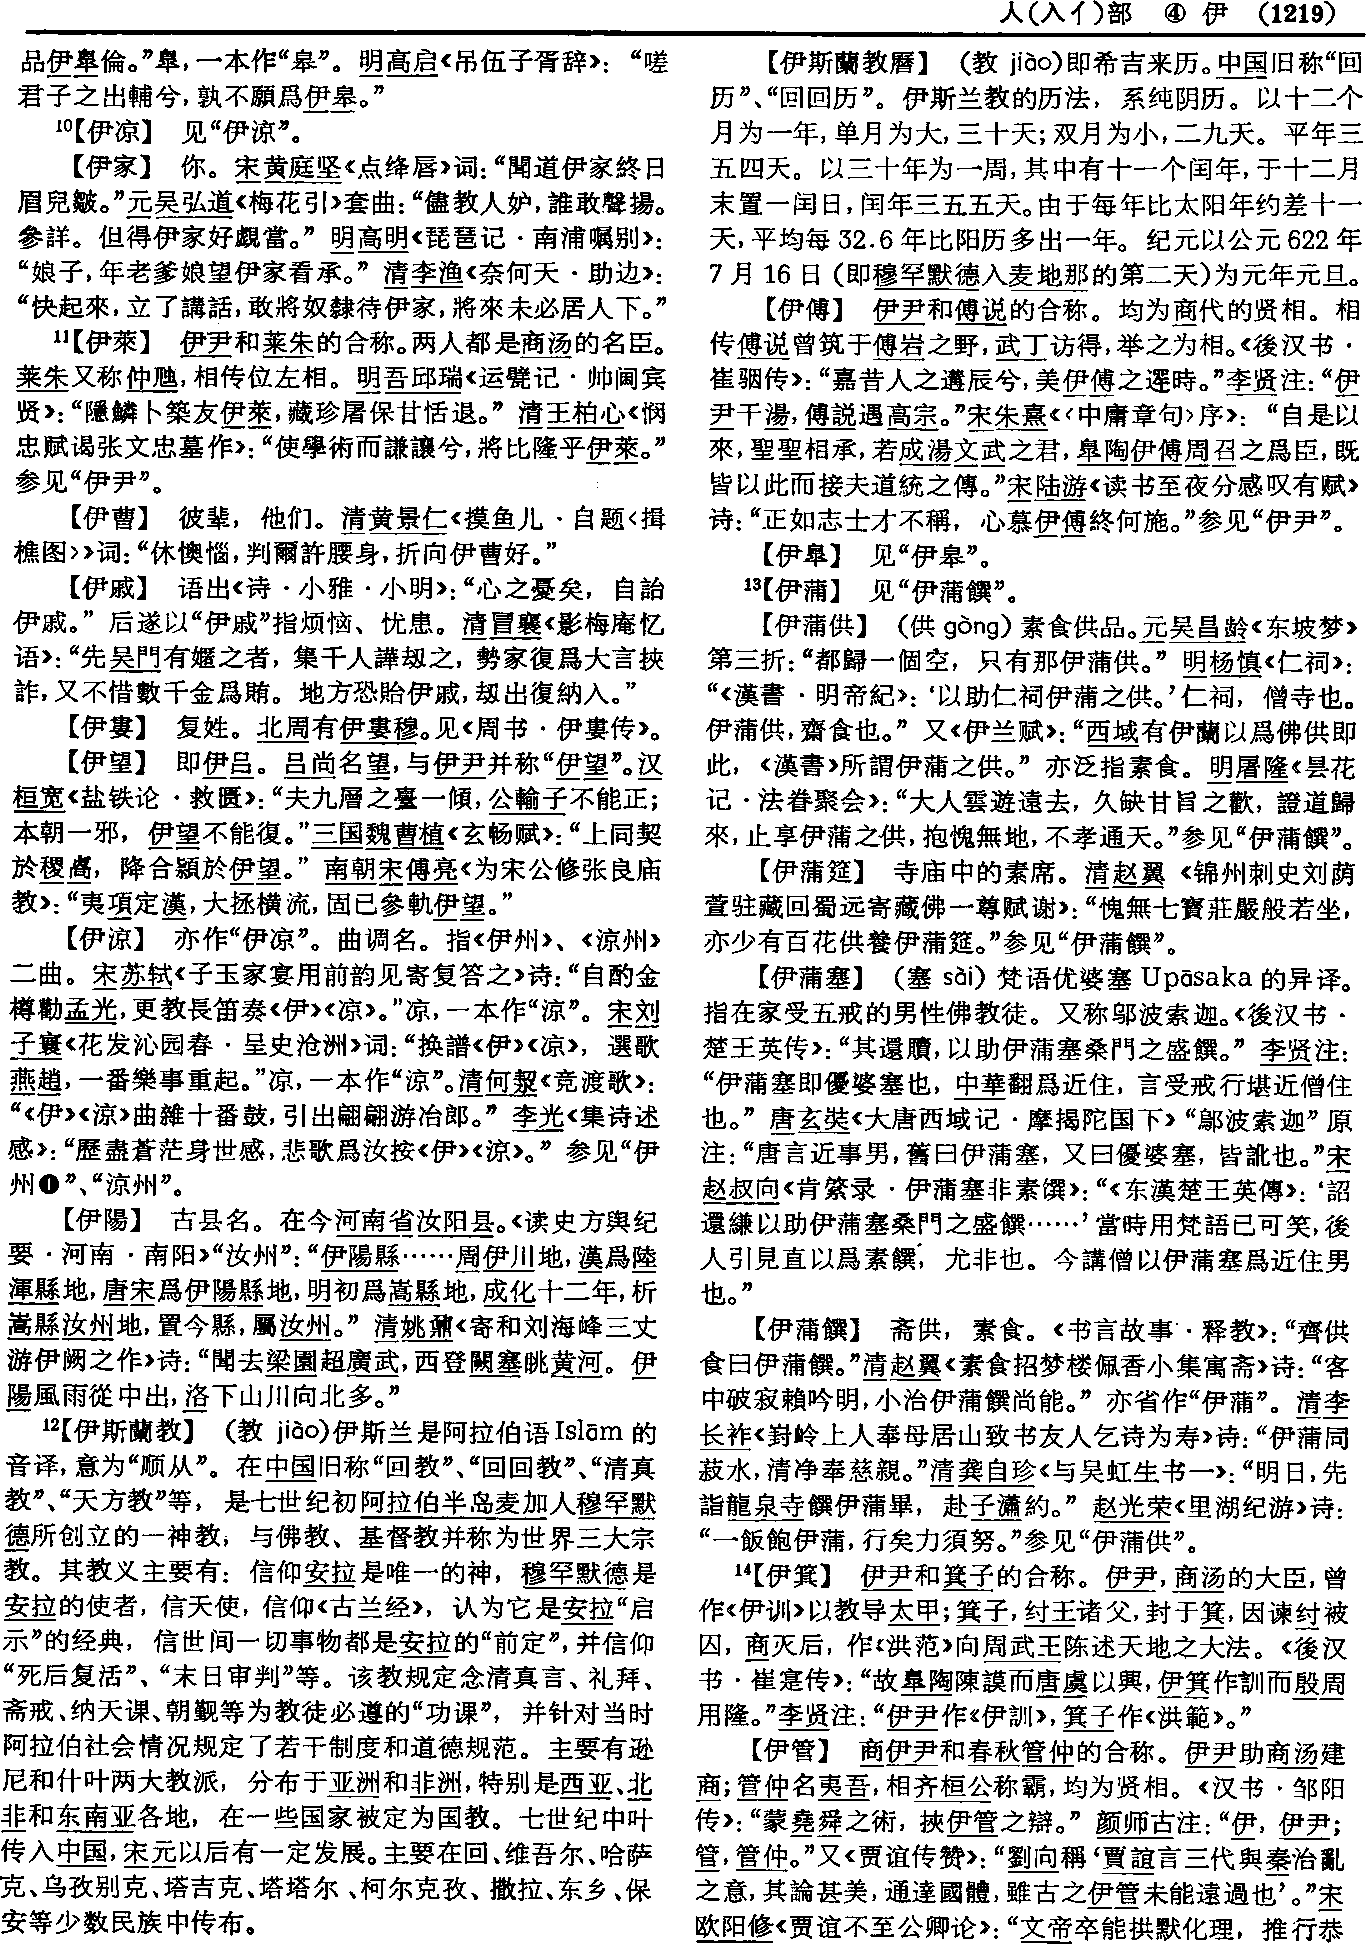 人(入亻)部 ④ 伊 (1219)
品伊臯倫。”臯,一本作“皋”。明高启《吊伍子胥辞》:“嗟
君子之出輔兮,孰不願爲伊皋。”
¹⁰【伊凉】 见“伊涼”。
【伊家】 你。宋黄庭坚《点绛唇》词:“聞道伊家終日
眉兒皺。”元吴弘道《梅花引》套曲:“儘教人妒,誰敢聲揚。
參詳。但得伊家好覷當。”明高明《琵琶记·南浦嘱别》:
“娘子,年老爹娘望伊家看承。”清李渔《奈何天·助边》:
“快起來,立了講話,敢將奴隸待伊家,將來未必居人下。”
¹¹【伊萊】 伊尹和莱朱的合称。两人都是商汤的名臣。
莱朱又称仲虺,相传位左相。明吾邱瑞《运甓记·帅阃宾
贤》:“隱鱗卜築友伊萊,藏珍屠保甘恬退。”清王柏心《悯
忠赋谒张文忠墓作》:“使學術而謙讓兮,將比隆乎伊萊。”
参见“伊尹”。
【伊曹】 彼辈,他们。清黄景仁《摸鱼儿·自题〈揖
樵图〉》词:“休懊惱,判爾許腰身,折向伊曹好。”
【伊戚】 语出《诗·小雅·小明》:“心之憂矣,自詒
伊戚。”后遂以“伊戚”指烦恼、忧患。清冒襄《影梅庵忆
语》:“先吴門有嬺之者,集千人譁刼之,勢家復爲大言挾
詐,又不惜數千金爲賄。地方恐貽伊戚,刼出復納入。”
【伊婁】 复姓。北周有伊婁穆。见《周书·伊婁传》。
【伊望】 即伊吕。吕尚名望,与伊尹并称“伊望”。汉
桓宽《盐铁论·救匮》:“夫九層之臺一傾,公輸子不能正;
本朝一邪,伊望不能復。”三国魏曹植《玄畅赋》:“上同契
於稷卨,降合潁於伊望。”南朝宋傅亮《为宋公修张良庙
教》:“夷項定漢,大拯横流,固已參軌伊望。”
【伊涼】 亦作“伊凉”。曲调名。指《伊州》、《涼州》
二曲。宋苏轼《子玉家宴用前韵见寄复答之》诗:“自酌金
樽勸孟光,更教長笛奏《伊》《凉》。”凉,一本作“涼”。宋刘
子寰《花发沁园春·呈史沧洲》词:“换譜《伊》《凉》,選歌
燕趙,一番樂事重起。”凉,一本作“涼”。清何絜《竞渡歌》:
“《伊》《涼》曲雜十番鼓,引出翩翩游冶郎。”李光《集诗述
感》:“歷盡蒼茫身世感,悲歌爲汝按《伊》《涼》。”参见“伊
州❶”、“涼州”。
【伊陽】 古县名。在今河南省汝阳县。《读史方舆纪
要·河南·南阳》“汝州”:“伊陽縣……周伊川地,漢爲陸
渾縣地,唐宋爲伊陽縣地,明初爲嵩縣地,成化十二年,析
嵩縣汝州地,置今縣,屬汝州。”清姚鼐《寄和刘海峰三丈
游伊阙之作》诗:“聞去梁園超廣武,西登闕塞眺黄河。伊
陽風雨從中出,洛下山川向北多。”
¹²【伊斯蘭教】 (教 jiào)伊斯兰是阿拉伯语 Islām 的
音译,意为“顺从”。在中国旧称“回教”、“回回教”、“清真
教”、“天方教”等,是七世纪初阿拉伯半岛麦加人穆罕默
德所创立的一神教,与佛教、基督教并称为世界三大宗
教。其教义主要有:信仰安拉是唯一的神,穆罕默德是
安拉的使者,信天使,信仰《古兰经》,认为它是安拉“启
示”的经典,信世间一切事物都是安拉的“前定”,并信仰
“死后复活”、“末日审判”等。该教规定念清真言、礼拜、
斋戒、纳天课、朝觐等为教徒必遵的“功课”,并针对当时
阿拉伯社会情况规定了若干制度和道德规范。主要有逊
尼和什叶两大教派,分布于亚洲和非洲,特别是西亚、北
非和东南亚各地,在一些国家被定为国教。七世纪中叶
传入中国,宋元以后有一定发展。主要在回、维吾尔、哈萨
克、乌孜别克、塔吉克、塔塔尔、柯尔克孜、撒拉、东乡、保
安等少数民族中传布。
【伊斯蘭教曆】 (教 jiào)即希吉来历。中国旧称“回
历”、“回回历”。伊斯兰教的历法,系纯阴历。以十二个
月为一年,单月为大,三十天;双月为小,二九天。平年三
五四天。以三十年为一周,其中有十一个闰年,于十二月
末置一闰日,闰年三五五天。由于每年比太阳年约差十一
天,平均每 32.6 年比阳历多出一年。纪元以公元 622 年
7 月 16 日(即穆罕默德入麦地那的第二天)为元年元旦。
【伊傅】 伊尹和傅说的合称。均为商代的贤相。相
传傅说曾筑于傅岩之野,武丁访得,举之为相。《後汉书·
崔骃传》:“嘉昔人之遘辰兮,美伊傅之遻時。”李贤注:“伊
尹干湯,傅説遇高宗。”宋朱熹《〈中庸章句〉序》:“自是以
來,聖聖相承,若成湯文武之君,臯陶伊傅周召之爲臣,既
皆以此而接夫道統之傳。”宋陆游《读书至夜分感叹有赋》
诗:“正如志士才不稱,心慕伊傅終何施。”参见“伊尹”。
【伊臯】 见“伊皋”。
¹³【伊蒲】 见“伊蒲饌”。
【伊蒲供】 (供 gòng)素食供品。元吴昌龄《东坡梦》
第三折:“都歸一個空,只有那伊蒲供。”明杨慎《仁祠》:
“《漢書·明帝紀》:‘以助仁祠伊蒲之供。’仁祠,僧寺也。
伊蒲供,齋食也。”又《伊兰赋》:“西域有伊蘭以爲佛供即
此,《漢書》所謂伊蒲之供。”亦泛指素食。明屠隆《昙花
记·法眷聚会》:“大人雲遊遠去,久缺甘旨之歡,證道歸
來,止享伊蒲之供,抱愧無地,不孝通天。”参见“伊蒲饌”。
【伊蒲筵】 寺庙中的素席。清赵翼《锦州刺史刘荫
萱驻藏回蜀远寄藏佛一尊赋谢》:“愧無七寶莊嚴般若坐,
亦少有百花供養伊蒲筵。”参见“伊蒲饌”。
【伊蒲塞】 (塞 sài)梵语优婆塞 Upāsaka 的异译。
指在家受五戒的男性佛教徒。又称邬波索迦。《後汉书·
楚王英传》:“其還贖,以助伊蒲塞桑門之盛饌。”李贤注:
“伊蒲塞即優婆塞也,中華翻爲近住,言受戒行堪近僧住
也。”唐玄奘《大唐西域记·摩揭陀国下》“鄔波索迦”原
注:“唐言近事男,舊曰伊蒲塞,又曰優婆塞,皆訛也。”宋
赵叔向《肯綮录·伊蒲塞非素馔》:“《东漢楚王英傳》:‘詔
還縑以助伊蒲塞桑門之盛饌……’當時用梵語已可笑,後
人引見直以爲素饌,尤非也。今講僧以伊蒲塞爲近住男
也。”
【伊蒲饌】 斋供,素食。《书言故事·释教》:“齊供
食曰伊蒲饌。”清赵翼《素食招梦楼佩香小集寓斋》诗:“客
中破寂賴吟明,小治伊蒲饌尚能。”亦省作“伊蒲”。清李
长祚《峕岭上人奉母居山致书友人乞诗为寿》诗:“伊蒲同
菽水,清净奉慈親。”清龚自珍《与吴虹生书一》:“明日,先
詣龍泉寺饌伊蒲畢,赴子瀟約。”赵光荣《里湖纪游》诗:
“一飯飽伊蒲,行矣力須努。”参见“伊蒲供”。
¹⁴【伊箕】 伊尹和箕子的合称。伊尹,商汤的大臣,曾
作《伊训》以教导太甲;箕子,纣王诸父,封于箕,因谏纣被
囚,商灭后,作《洪范》向周武王陈述天地之大法。《後汉
书·崔寔传》:“故臯陶陳謨而唐虞以興,伊箕作訓而殷周
用隆。”李贤注:“伊尹作《伊訓》,箕子作《洪範》。”
【伊管】 商伊尹和春秋管仲的合称。伊尹助商汤建
商;管仲名夷吾,相齐桓公称霸,均为贤相。《汉书·邹阳
传》:“蒙堯舜之術,挾伊管之辯。”颜师古注:“伊,伊尹;
管,管仲。”又《贾谊传赞》:“劉向稱‘賈誼言三代與秦治亂
之意,其論甚美,通達國體,雖古之伊管未能遠過也’。”宋
欧阳修《贾谊不至公卿论》:“文帝卒能拱默化理,推行恭